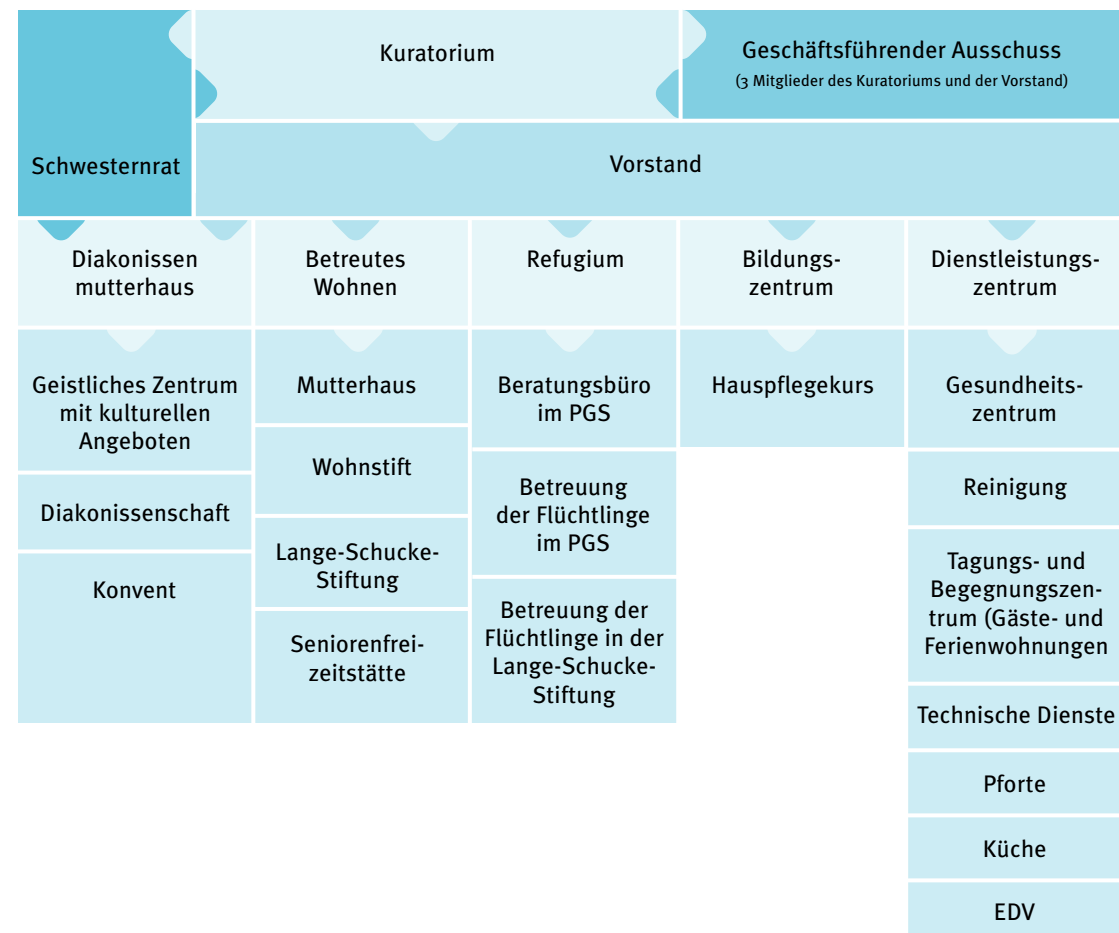 Kuratorium
Geschäftsführender Ausschuss
(3 Mitglieder des Kuratoriums und der Vorstand)
Schwesternrat
Vorstand
Diakonissen
mutterhaus
Betreutes
Wohnen
Refugium
Bildungs-
zentrum
Dienstleistungs-
zentrum
Geistliches Zentrum
mit kulturellen
Angeboten
Diakonissenschaft
Konvent
Mutterhaus
Wohnstift
Lange-Schucke-
Stiftung
Seniorenfrei-
zeitstätte
Beratungsbüro
im PGS
Betreuung
der Flüchtlinge
im PGS
Betreuung der
Flüchtlinge in der
Lange-Schucke-
Stiftung
Hauspflegekurs
Gesundheits-
zentrum
Reinigung
Tagungs- und
Begegnungszen-
trum (Gäste- und
Ferienwohnungen
Technische Dienste
Pforte
Küche
EDV